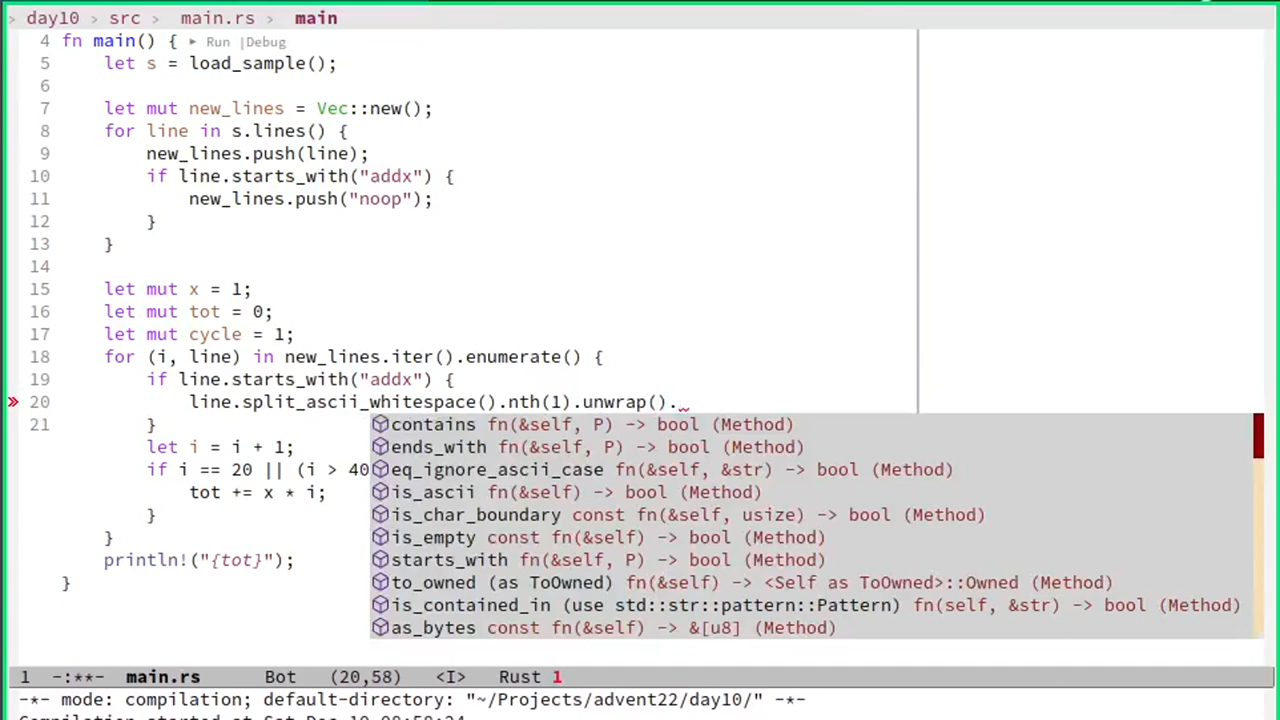 day10 > src > main.rs > main
4 fn main() { ▸ Run |Debug
5 let s = load_sample();
6
7 let mut new_lines = Vec::new();
8 for line in s.lines() {
9 new_lines.push(line);
10 if line.starts_with("addx") {
11 new_lines.push("noop");
12 }
13 }
14
15 let mut x = 1;
16 let mut tot = 0;
17 let mut cycle = 1;
18 for (i, line) in new_lines.iter().enumerate() {
19 if line.starts_with("addx") {
» 20 line.split_ascii_whitespace().nth(1).unwrap().
21 }
contains fn(&self, P) -> bool (Method)
let i = i + 1;
ends_with fn(&self, P) -> bool (Method)
if i == 20 || (i > 40
eq_ignore_ascii_case fn(&self, &str) -> bool (Method)
tot += x * i;
is_ascii fn(&self) -> bool (Method)
}
is_char_boundary const fn(&self, usize) -> bool (Method)
}
is_empty const fn(&self) -> bool (Method)
println!("{tot}");
starts_with fn(&self, P) -> bool (Method)
}
to_owned (as ToOwned) fn(&self) -> <Self as ToOwned>::Owned (Method)
is_contained_in (use std::str::pattern::Pattern) fn(self, &str) -> bool (Method)
as_bytes const fn(&self) -> &[u8] (Method)
1 -:**- main.rs Bot (20,58) <I> Rust 1
-*- mode: compilation; default-directory: "~/Projects/advent22/day10/" -*-
Compilation started at Sat Dec 10